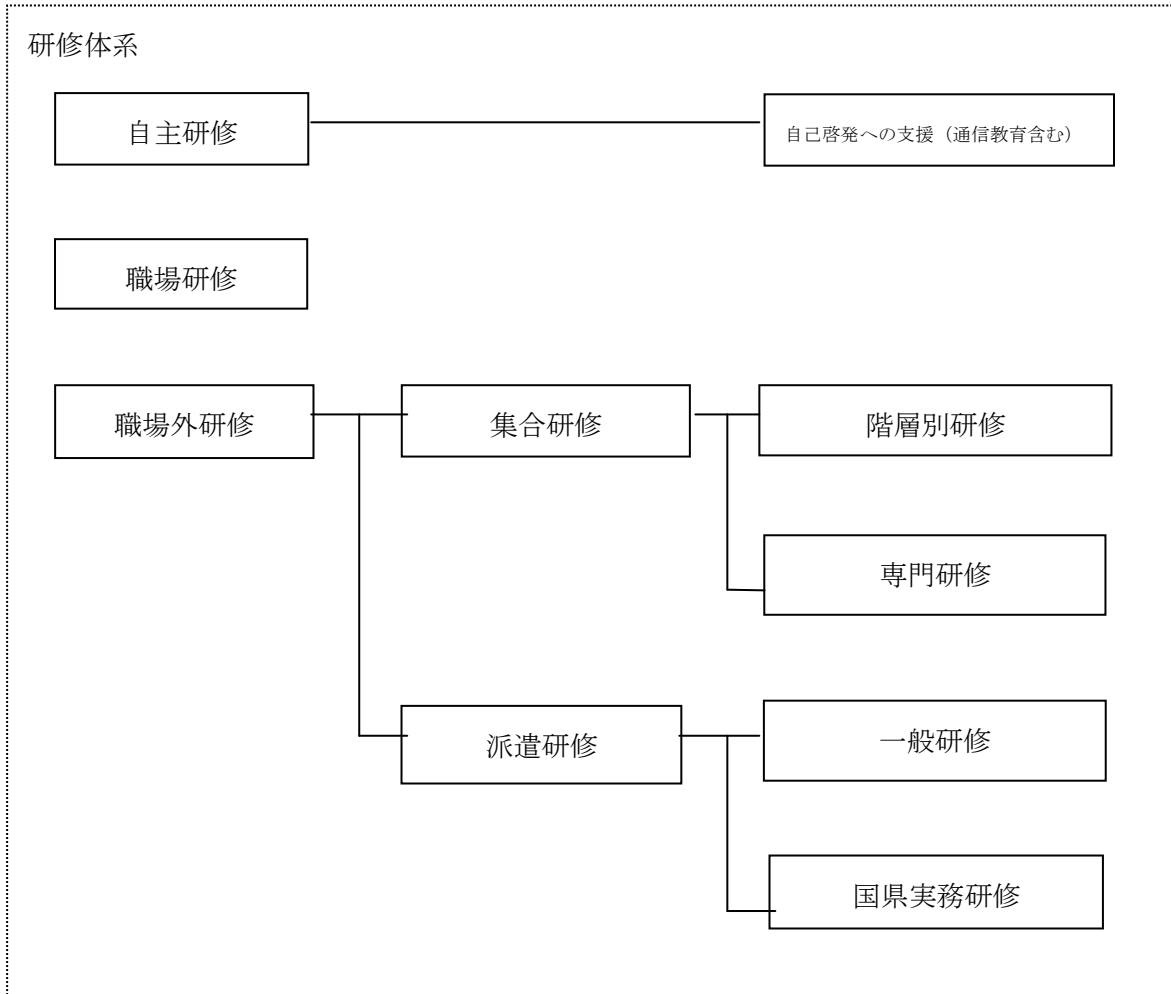 研修体系
自主研修
自己啓発への支援（通信教育含む）
職場研修
職場外研修
集合研修
階層別研修
専門研修
派遣研修
一般研修
国県実務研修